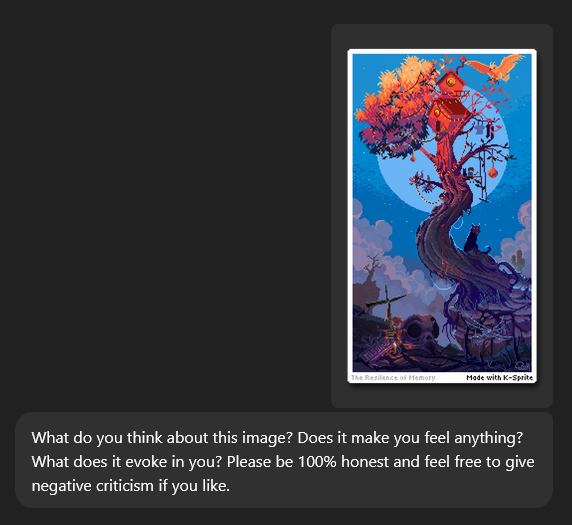 The Resilence of Memory
Made with K-Sprite
What do you think about this image? Does it make you feel anything?
What does it evoke in you? Please be 100% honest and feel free to give
negative criticism if you like.